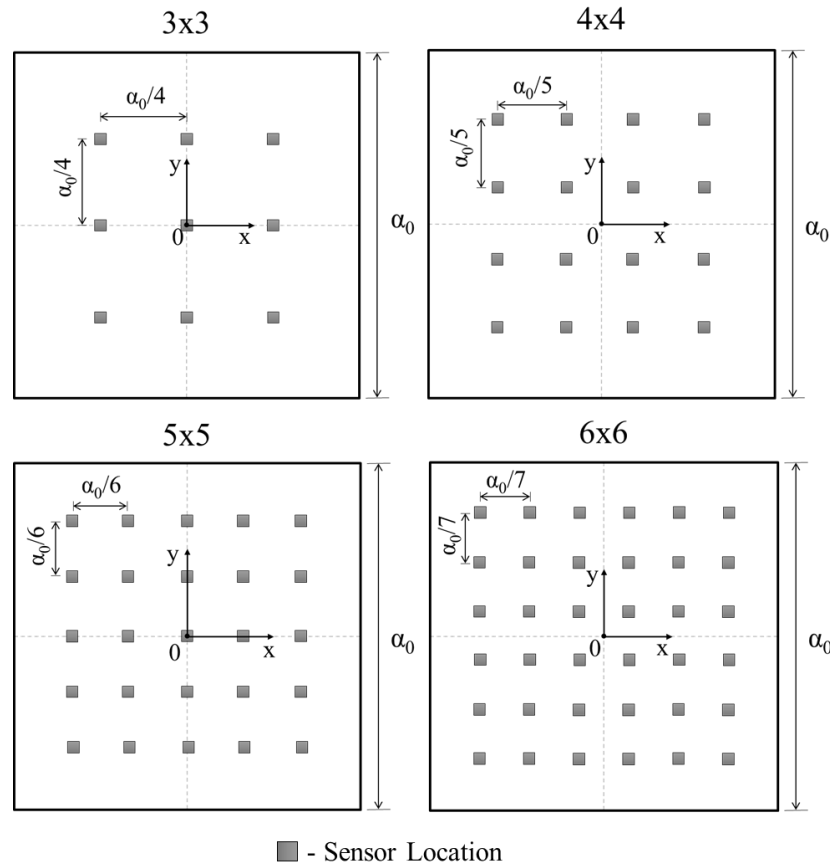 3x3
α₀/4
α₀/4
y
0
x
α₀
4x4
α₀/5
α₀/5
y
0
x
α₀
5x5
α₀/6
α₀/6
y
0
x
α₀
6x6
α₀/7
α₀/7
y
0
x
α₀
- Sensor Location